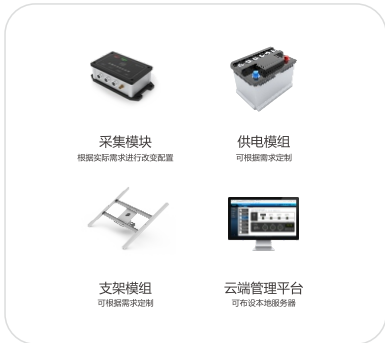 采集模块
根据实际需求进行改变配置
供电模组
可根据需求定制
支架模组
可根据需求定制
云端管理平台
可布设本地服务器